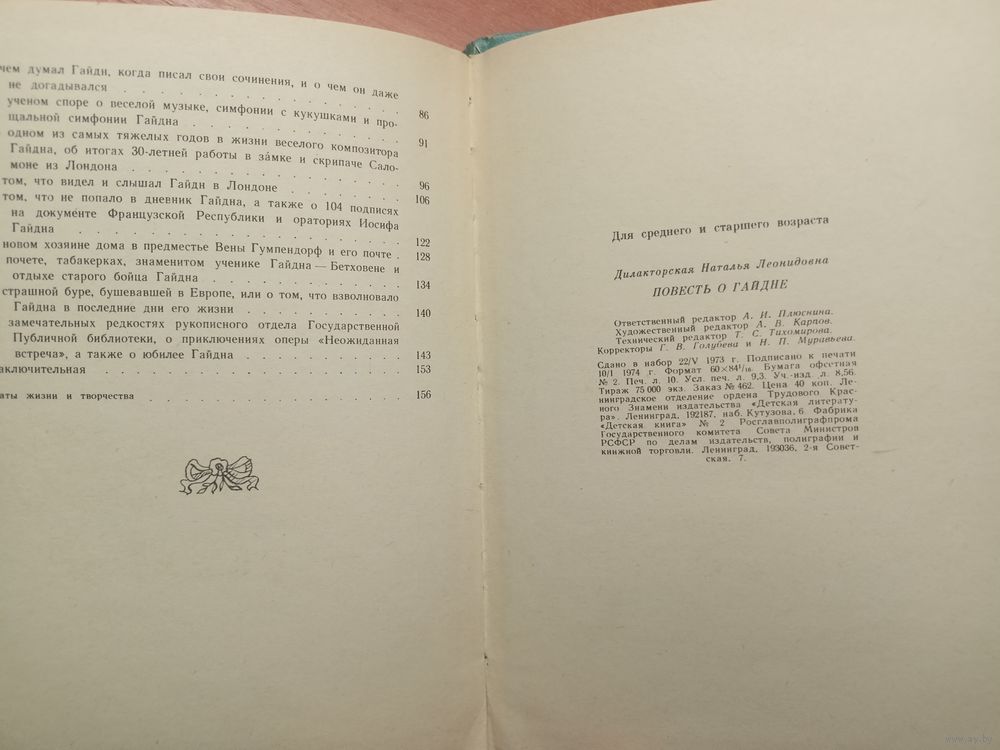 чем думал Гайдн, когда писал свои сочинения, и о чем он даже
не догадывался . . . . . . . . . . . . . 86
ученом споре о веселой музыке, симфонии с кукушками и про-
щальной симфонии Гайдна . . . . . . . . . . 91
одном из самых тяжелых годов в жизни веселого композитора
Гайдна, об итогах 30-летней работы в за́мке и скрипаче Сало-
моне из Лондона . . . . . . . . . . . . . 96
том, что видел и слышал Гайдн в Лондоне . . . . . . 106
том, что не попало в дневник Гайдна, а также о 104 подписях
на документе Французской Республики и ораториях Иосифа
Гайдна . . . . . . . . . . . . . . . 122
новом хозяине дома в предместье Вены Гумпендорф и его почте . 128
почете, табакерках, знаменитом ученике Гайдна — Бетховене и
отдыхе старого бойца Гайдна . . . . . . . . . 134
страшной буре, бушевавшей в Европе, или о том, что взволновало
Гайдна в последние дни его жизни . . . . . . . . 140
замечательных редкостях рукописного отдела Государственной
Публичной библиотеки, о приключениях оперы «Неожиданная
встреча», а также о юбилее Гайдна . . . . . . . . 143
аключительная . . . . . . . . . . . . . . 153
аты жизни и творчества . . . . . . . . . . . . 156
Для среднего и старшего возраста
Дилакторская Наталья Леонидовна
ПОВЕСТЬ О ГАЙДНЕ
Ответственный редактор А. И. Плюснина.
Художественный редактор А. В. Карпов.
Технический редактор Т. С. Тихомирова.
Корректоры Г. В. Голубева и Н. П. Муравьева.
Сдано в набор 22/V 1973 г. Подписано к печати
10/I 1974 г. Формат 60×84¹/₁₆. Бумага офсетная
№ 2. Печ. л. 10. Усл. печ. л. 9,3. Уч.-изд. л. 8,56.
Тираж 75 000 экз. Заказ № 462. Цена 40 коп. Ле-
нинградское отделение ордена Трудового Крас-
ного Знамени издательства «Детская литерату-
ра». Ленинград, 192187, наб. Кутузова, 6. Фабрика
«Детская книга» № 2 Росглавполиграфпрома
Государственного комитета Совета Министров
РСФСР по делам издательств, полиграфии и
книжной торговли. Ленинград, 193036, 2-я Совет-
ская, 7.
www.ay.by